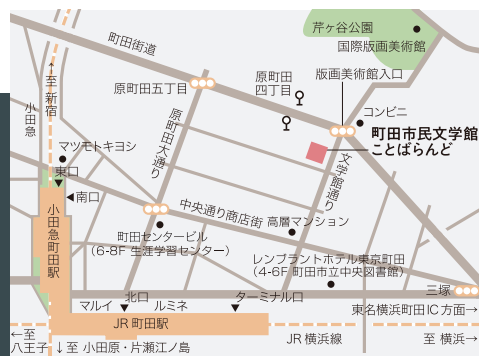 芹ヶ谷公園
国際版画美術館
町田街道
原町田五丁目
原町田
四丁目
版画美術館入口
コンビニ
町田市民文学館
ことばらんど
↑至 新宿
小田急
マツモトキヨシ
原町田大通り
文学館通り
東口
南口
小田急町田駅
中央通り商店街
高層マンション
町田センタービル
(6-8F 生涯学習センター)
レンブラントホテル東京町田
(4-6F 町田市立中央図書館)
三塚
北口
マルイ
ルミネ
ターミナル口
東名横浜町田IC方面→
JR町田駅
JR横浜線
至 横浜→
←至
八王子
↓至 小田原・片瀬江ノ島